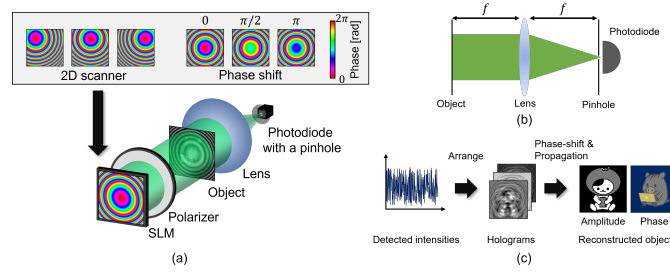 0 π/2 π
2π
Phase [rad]
0
2D scanner
Phase shift
Photodiode
with a pinhole
Lens
Object
Polarizer
SLM
(a)
f f
Photodiode
Object Lens Pinhole
(b)
Arrange
Phase-shift &
Propagation
Amplitude Phase
Detected intensities Holograms Reconstructed object
(c)